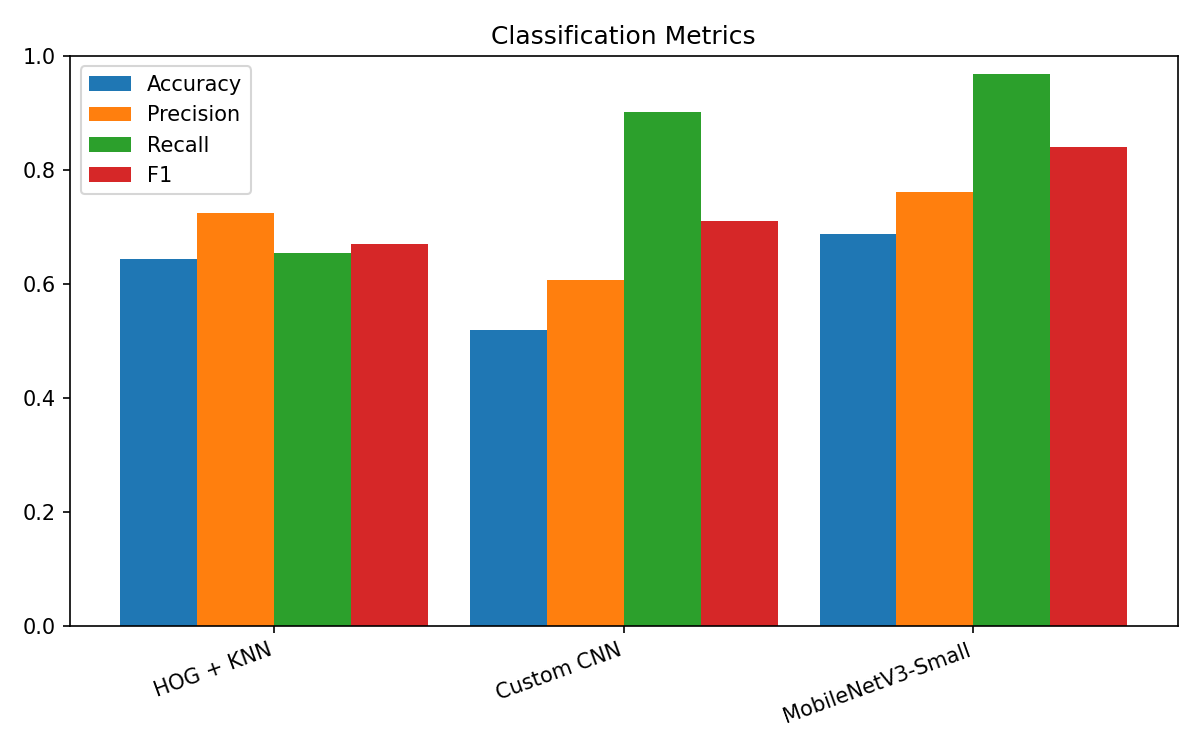 Classification Metrics
1.0
0.8
0.6
0.4
0.2
0.0
Accuracy
Precision
Recall
F1
HOG + KNN
Custom CNN
MobileNetV3-Small